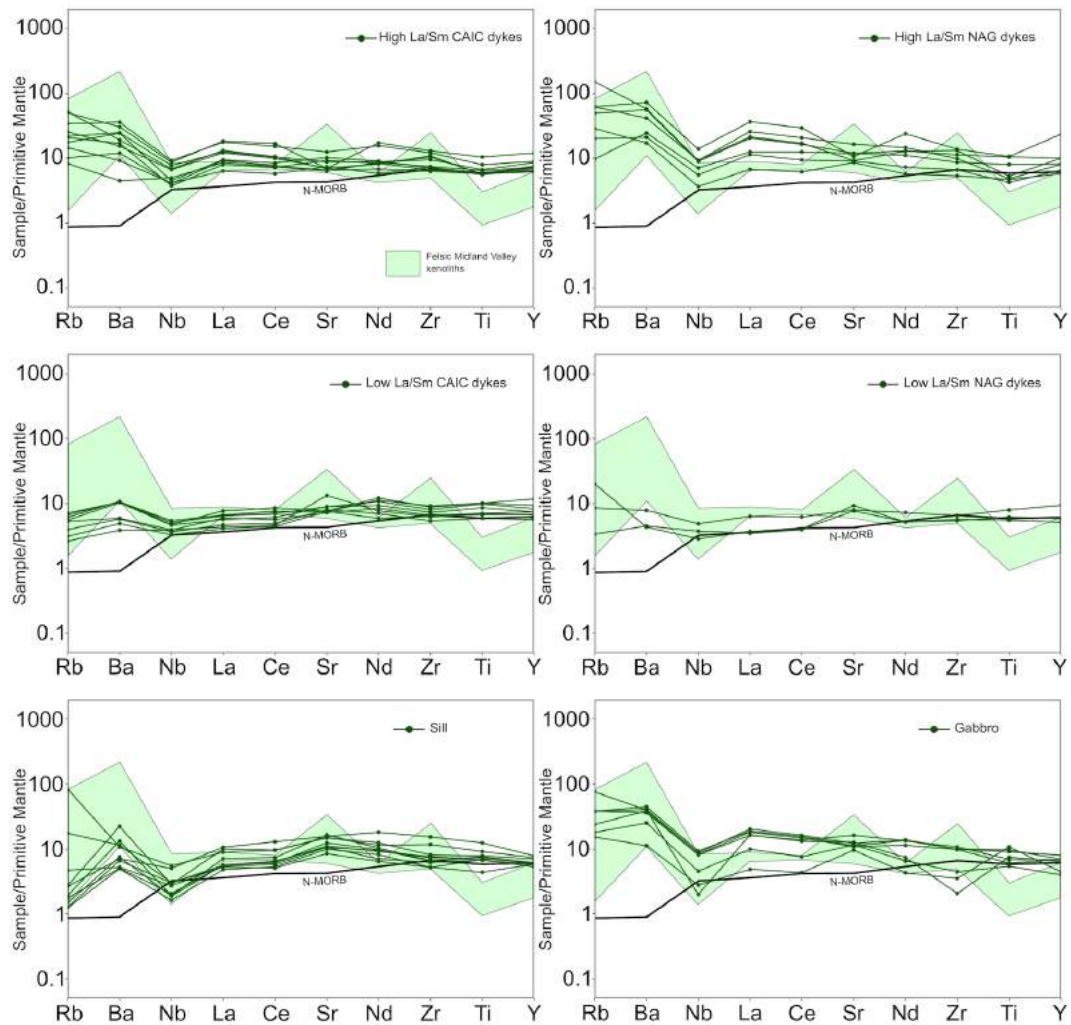 Sample/Primitive Mantle
1000
100
10
1
0.1
High La/Sm CAIC dykes
N-MORB
Felsic Midland Valley
xenoliths
Rb Ba Nb La Ce Sr Nd Zr Ti Y
Sample/Primitive Mantle
1000
100
10
1
0.1
High La/Sm NAG dykes
N-MORB
Rb Ba Nb La Ce Sr Nd Zr Ti Y
Sample/Primitive Mantle
1000
100
10
1
0.1
Low La/Sm CAIC dykes
N-MORB
Rb Ba Nb La Ce Sr Nd Zr Ti Y
Sample/Primitive Mantle
1000
100
10
1
0.1
Low La/Sm NAG dykes
N-MORB
Rb Ba Nb La Ce Sr Nd Zr Ti Y
Sample/Primitive Mantle
1000
100
10
1
0.1
Sill
N-MORB
Rb Ba Nb La Ce Sr Nd Zr Ti Y
Sample/Primitive Mantle
1000
100
10
1
0.1
Gabbro
N-MORB
Rb Ba Nb La Ce Sr Nd Zr Ti Y